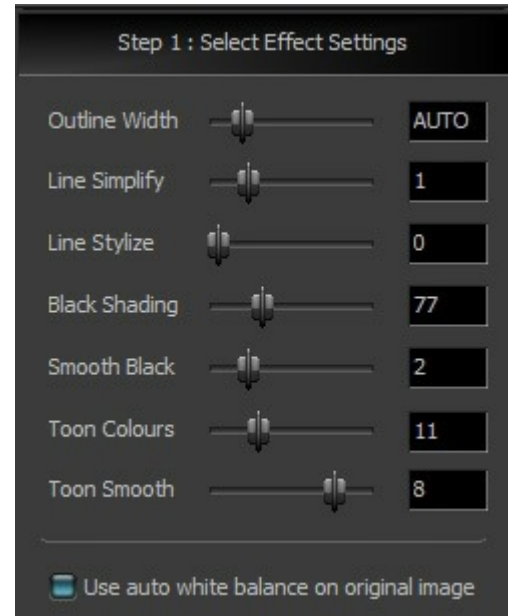 Step 1 : Select Effect Settings
Outline Width AUTO
Line Simplify 1
Line Stylize 0
Black Shading 77
Smooth Black 2
Toon Colours 11
Toon Smooth 8
Use auto white balance on original image